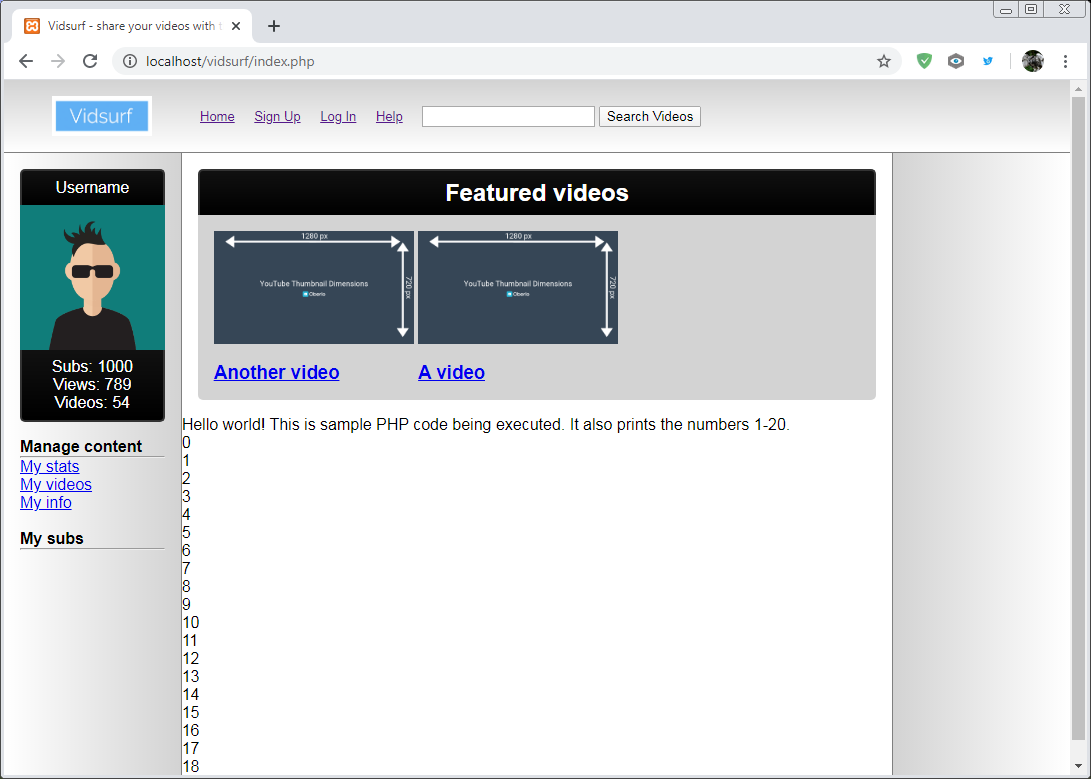 Vidsurf - share your videos with t
localhost/vidsurf/index.php
Vidsurf
Home Sign Up Log In Help Search Videos
Username
Subs: 1000
Views: 789
Videos: 54
Manage content
My stats
My videos
My info
My subs
Featured videos
1280 px
YouTube Thumbnail Dimensions
Oberlo
720 px
Another video
1280 px
YouTube Thumbnail Dimensions
Oberlo
720 px
A video
Hello world! This is sample PHP code being executed. It also prints the numbers 1-20.
0
1
2
3
4
5
6
7
8
9
10
11
12
13
14
15
16
17
18